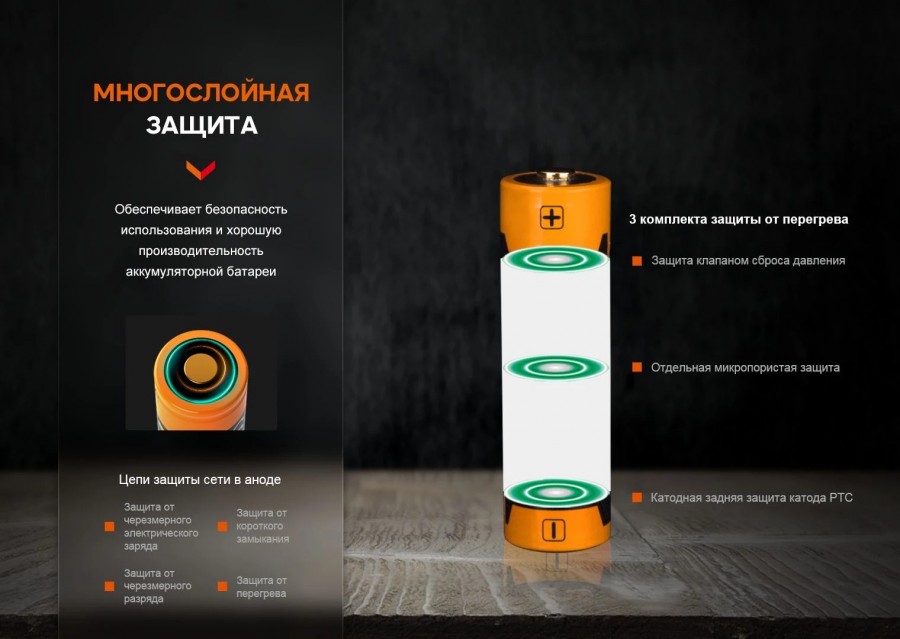 МНОГОСЛОЙНАЯ
ЗАЩИТА
Обеспечивает безопасность
использования и хорошую
производительность
аккумуляторной батареи
Цепи защиты сети в аноде
Защита от
черезмерного
электрического
заряда
Защита от
короткого
замыкания
Защита от
черезмерного
разряда
Защита от
перегрева
3 комплекта защиты от перегрева
Защита клапаном сброса давления
Отдельная микропористая защита
Катодная задняя защита катода PTC